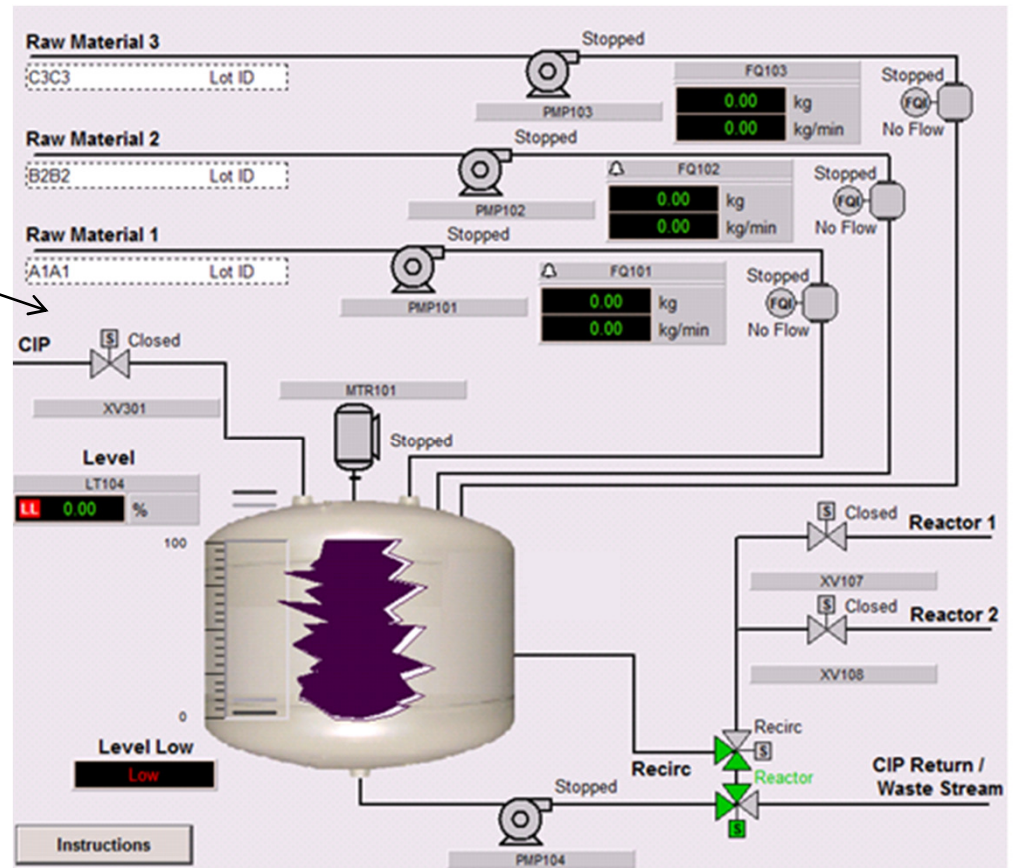 Raw Material 3
Stopped
C3C3 Lot ID
FQ103
Stopped
PMP103
0.00 kg
FQI
0.00 kg/min
No Flow
Raw Material 2
Stopped
B2B2 Lot ID
FQ102
Stopped
PMP102
0.00 kg
FQI
0.00 kg/min
No Flow
Raw Material 1
Stopped
A1A1 Lot ID
FQ101
Stopped
PMP101
0.00 kg
FQI
0.00 kg/min
No Flow
CIP
S Closed
XV301
MTR101
Stopped
Level
LT104
LL 0.00 %
100
0
S Closed
Reactor 1
XV107
S Closed
Reactor 2
XV108
Level Low
Low
Recirc
S
Recirc
Reactor
CIP Return /
Waste Stream
Stopped
S
PMP104
Instructions